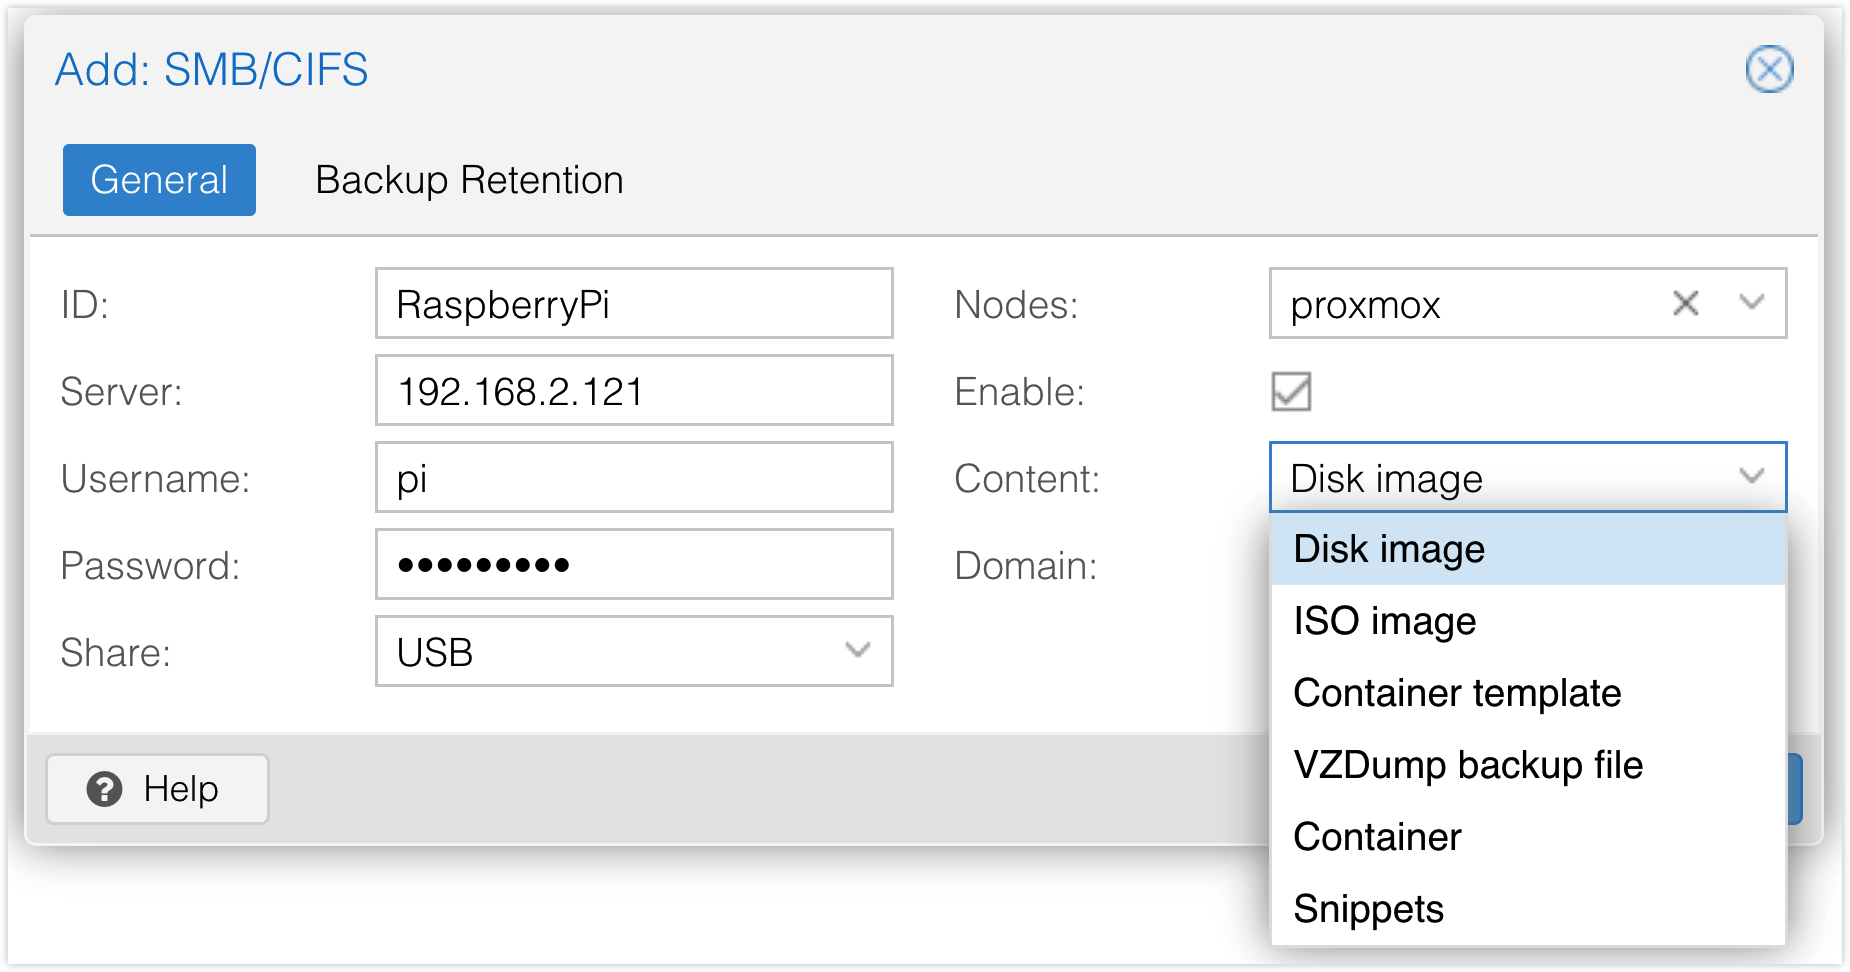 Add: SMB/CIFS
General
Backup Retention
ID:
RaspberryPi
Nodes:
proxmox
Server:
192.168.2.121
Enable:
Username:
pi
Content:
Disk image
Password:
•••••••••
Domain:
Share:
USB
Disk image
ISO image
Container template
VZDump backup file
Container
Snippets
Help